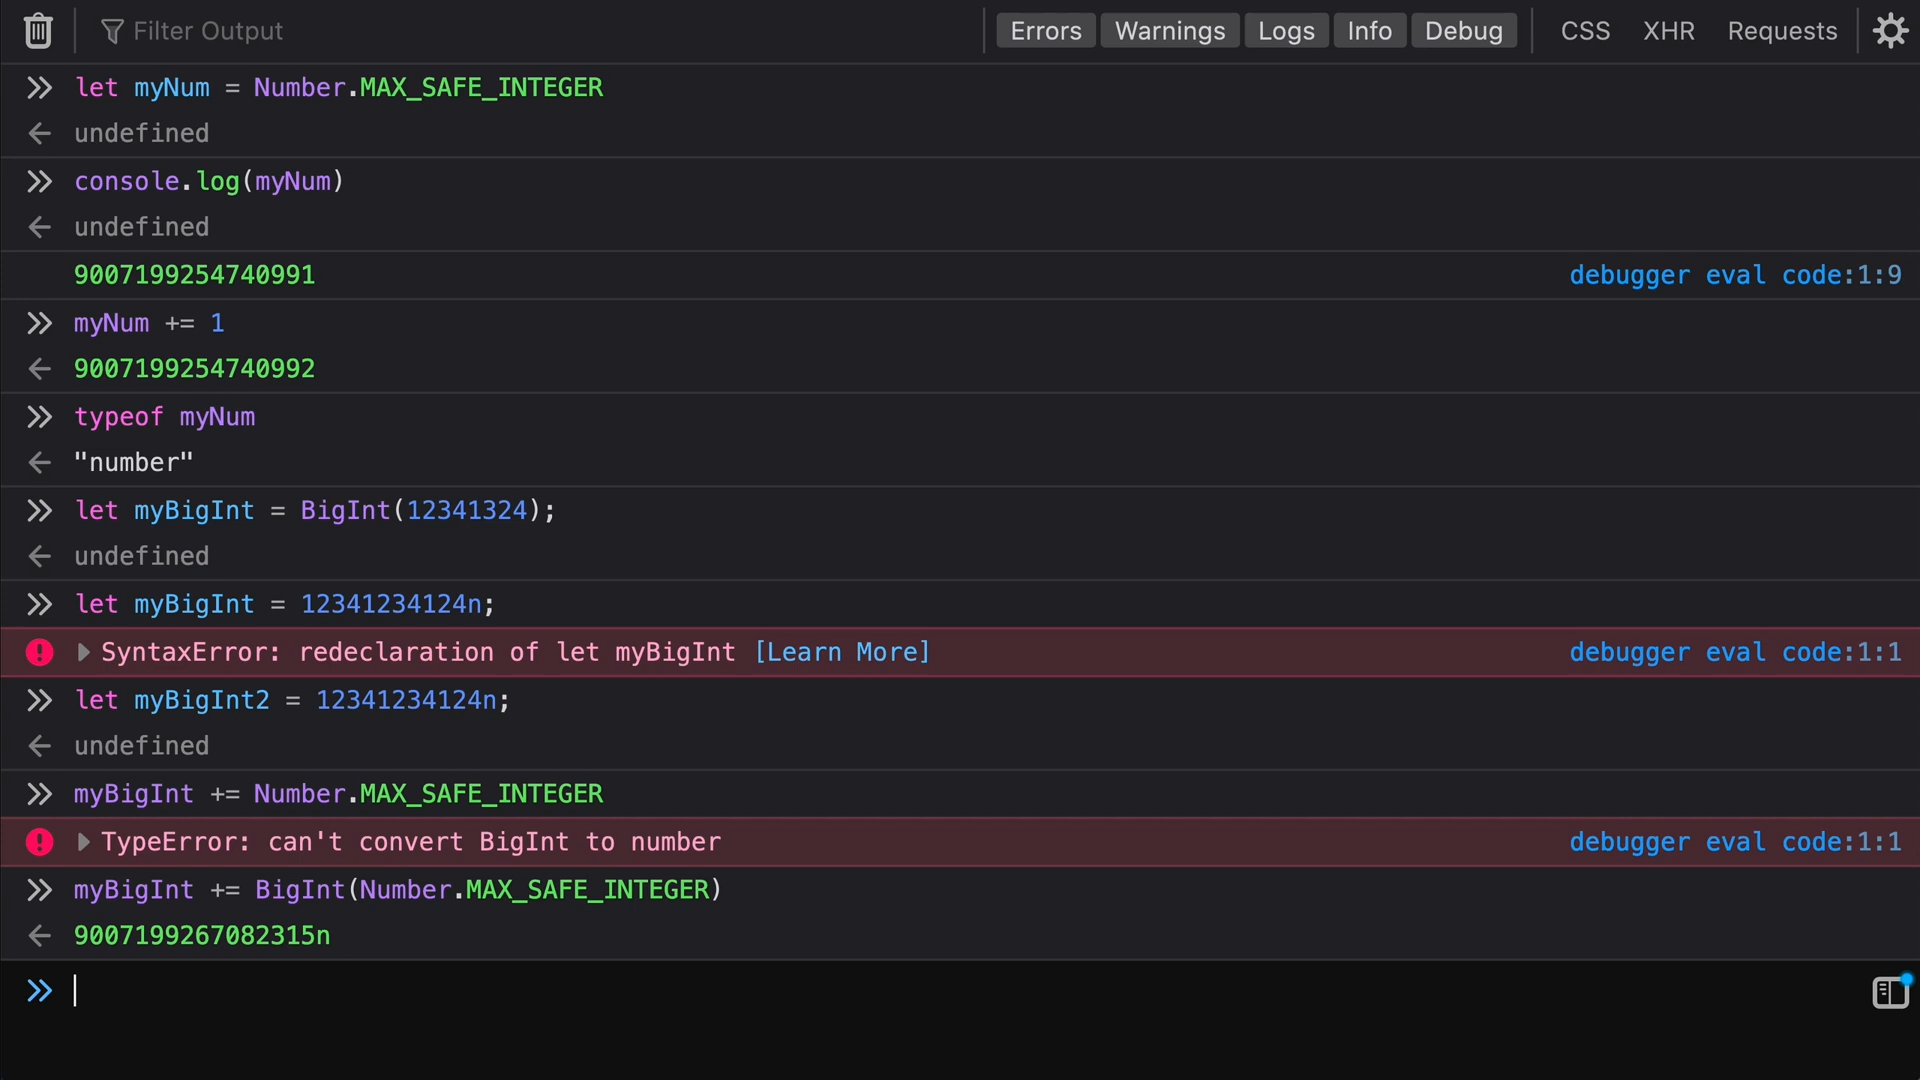 Filter Output Errors Warnings Logs Info Debug CSS XHR Requests
let myNum = Number.MAX_SAFE_INTEGER
undefined
console.log(myNum)
undefined
9007199254740991 debugger eval code:1:9
myNum += 1
9007199254740992
typeof myNum
"number"
let myBigInt = BigInt(12341324);
undefined
let myBigInt = 12341234124n;
SyntaxError: redeclaration of let myBigInt [Learn More] debugger eval code:1:1
let myBigInt2 = 12341234124n;
undefined
myBigInt += Number.MAX_SAFE_INTEGER
TypeError: can't convert BigInt to number debugger eval code:1:1
myBigInt += BigInt(Number.MAX_SAFE_INTEGER)
9007199267082315n